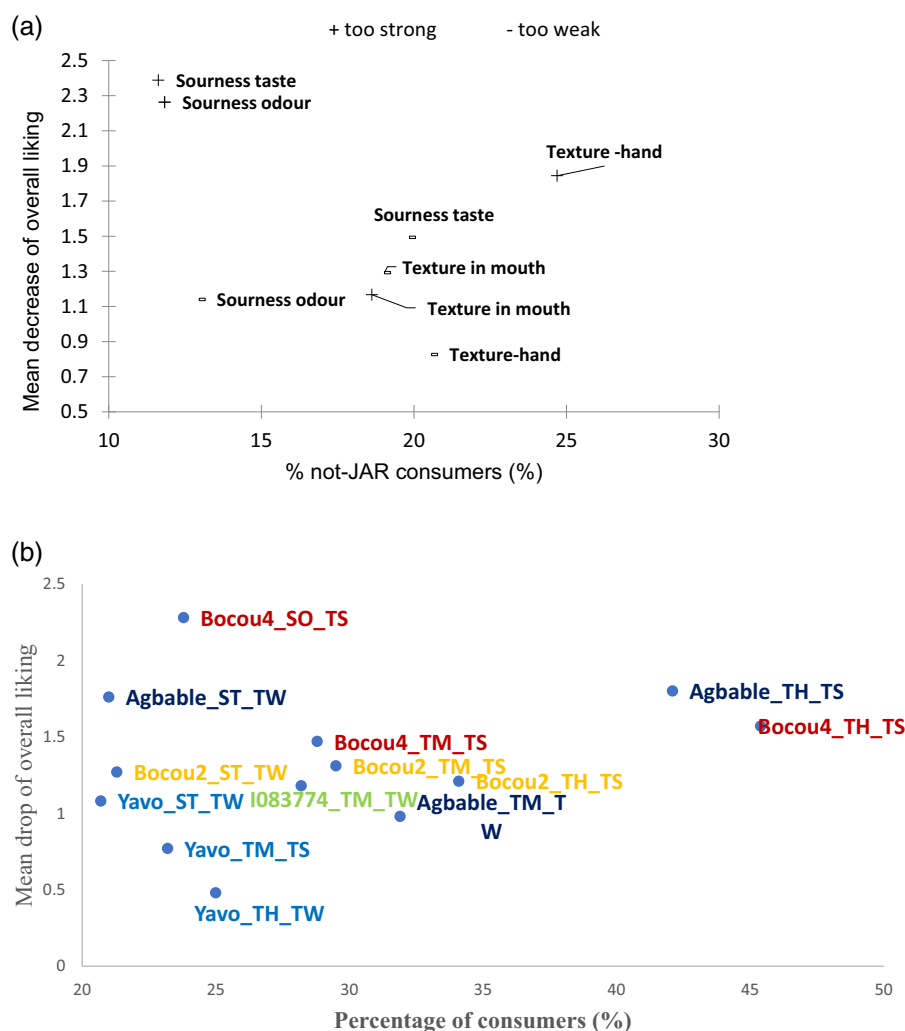 (a)
+ too strong - too weak
2.5
2.3
2.1
1.9
1.7
1.5
1.3
1.1
0.9
0.7
0.5
Mean decrease of overall liking
Sourness taste
Sourness odour
Texture -hand
Sourness taste
Texture in mouth
Sourness odour
Texture in mouth
Texture-hand
10 15 20 25 30
% not-JAR consumers (%)
(b)
2.5
2
1.5
1
0.5
0
Mean drop of overall liking
Bocou4_SO_TS
Agbable_ST_TW
Agbable_TH_TS
Bocou4_TH_TS
Bocou4_TM_TS
Bocou2_ST_TW
Bocou2_TM_TS
Bocou2_TH_TS
Yavo_ST_TW
I083774_TM_TW
Agbable_TM_T
W
Yavo_TM_TS
Yavo_TH_TW
20 25 30 35 40 45 50
Percentage of consumers (%)